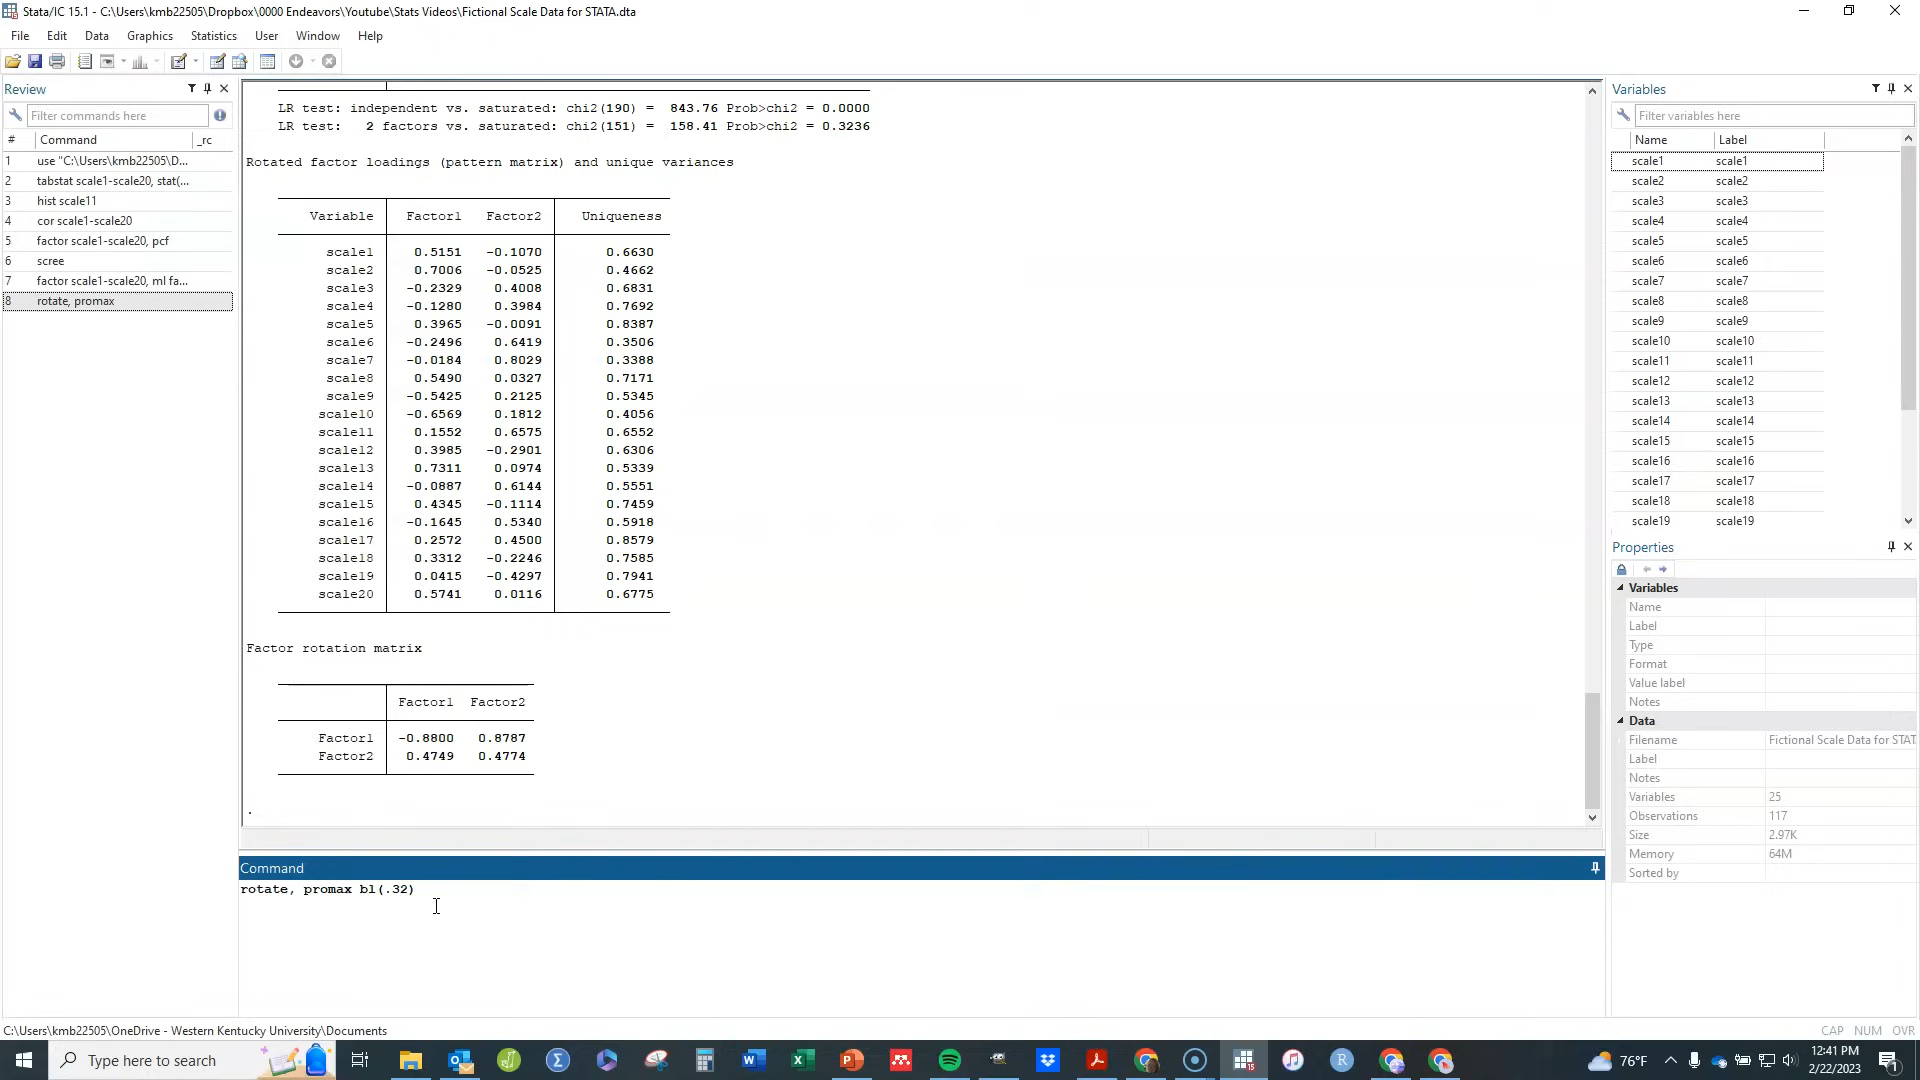 Stata/IC 15.1 - C:\Users\kmb22505\Dropbox\0000 Endeavors\Youtube\Stats Videos\Fictional Scale Data for STATA.dta
File Edit Data Graphics Statistics User Window Help
Review
Filter commands here
# Command _rc
1 use "C:\Users\kmb22505\D...
2 tabstat scale1-scale20, stat(...
3 hist scale11
4 cor scale1-scale20
5 factor scale1-scale20, pcf
6 scree
7 factor scale1-scale20, ml fa...
8 rotate, promax
LR test: independent vs. saturated: chi2(190) = 843.76 Prob>chi2 = 0.0000
LR test: 2 factors vs. saturated: chi2(151) = 158.41 Prob>chi2 = 0.3236
Rotated factor loadings (pattern matrix) and unique variances
Variable Factor1 Factor2 Uniqueness
scale1 0.5151 -0.1070 0.6630
scale2 0.7006 -0.0525 0.4662
scale3 -0.2329 0.4008 0.6831
scale4 -0.1280 0.3984 0.7692
scale5 0.3965 -0.0091 0.8387
scale6 -0.2496 0.6419 0.3506
scale7 -0.0184 0.8029 0.3388
scale8 0.5490 0.0327 0.7171
scale9 -0.5425 0.2125 0.5345
scale10 -0.6569 0.1812 0.4056
scale11 0.1552 0.6575 0.6552
scale12 0.3985 -0.2901 0.6306
scale13 0.7311 0.0974 0.5339
scale14 -0.0887 0.6144 0.5551
scale15 0.4345 -0.1114 0.7459
scale16 -0.1645 0.5340 0.5918
scale17 0.2572 0.4500 0.8579
scale18 0.3312 -0.2246 0.7585
scale19 0.0415 -0.4297 0.7941
scale20 0.5741 0.0116 0.6775
Factor rotation matrix
Factor1 Factor2
Factor1 -0.8800 0.8787
Factor2 0.4749 0.4774
.
Command
rotate, promax bl(.32)
Variables
Filter variables here
Name Label
scale1 scale1
scale2 scale2
scale3 scale3
scale4 scale4
scale5 scale5
scale6 scale6
scale7 scale7
scale8 scale8
scale9 scale9
scale10 scale10
scale11 scale11
scale12 scale12
scale13 scale13
scale14 scale14
scale15 scale15
scale16 scale16
scale17 scale17
scale18 scale18
scale19 scale19
Properties
Variables
Name
Label
Type
Format
Value label
Notes
Data
Filename Fictional Scale Data for STAT
Label
Notes
Variables 25
Observations 117
Size 2.97K
Memory 64M
Sorted by
C:\Users\kmb22505\OneDrive - Western Kentucky University\Documents
CAP NUM OVR
Type here to search
76°F
12:41 PM
2/22/2023